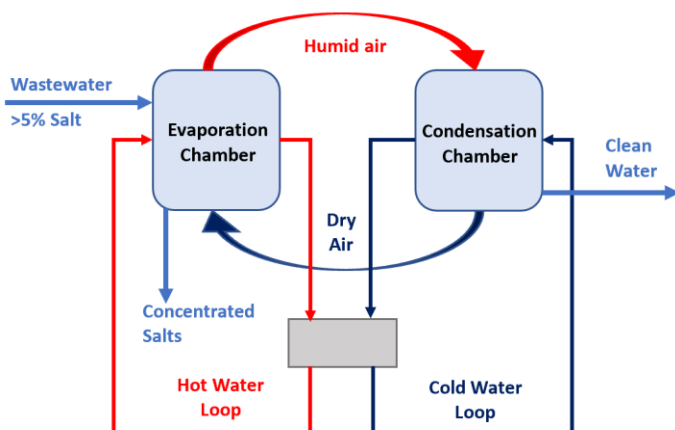 Humid air
Wastewater
>5% Salt
Evaporation
Chamber
Condensation
Chamber
Clean
Water
Dry
Air
Concentrated
Salts
Hot Water
Loop
Cold Water
Loop